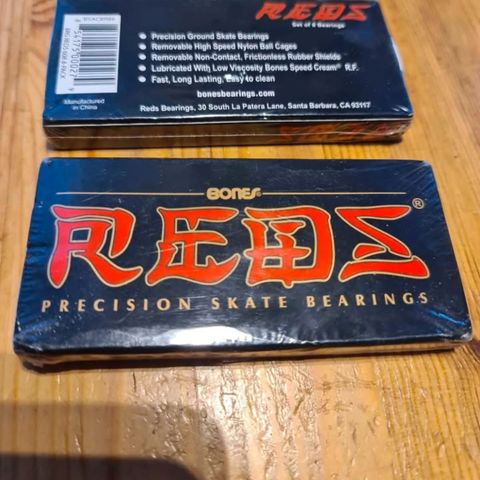 REDS
Set of 8 Bearings
Precision Ground Skate Bearings
Removable High Speed Nylon Ball Cages
Removable Non-Contact, Frictionless Rubber Shields
Lubricated With Low Viscosity Bones Speed Cream® R.F.
Fast, Long Lasting, Easy to clean
bonesbearings.com
Reds Bearings, 30 South La Patera Lane, Santa Barbara, CA 93117
Manufactured
in China
BONES®
REDS®
PRECISION SKATE BEARINGS